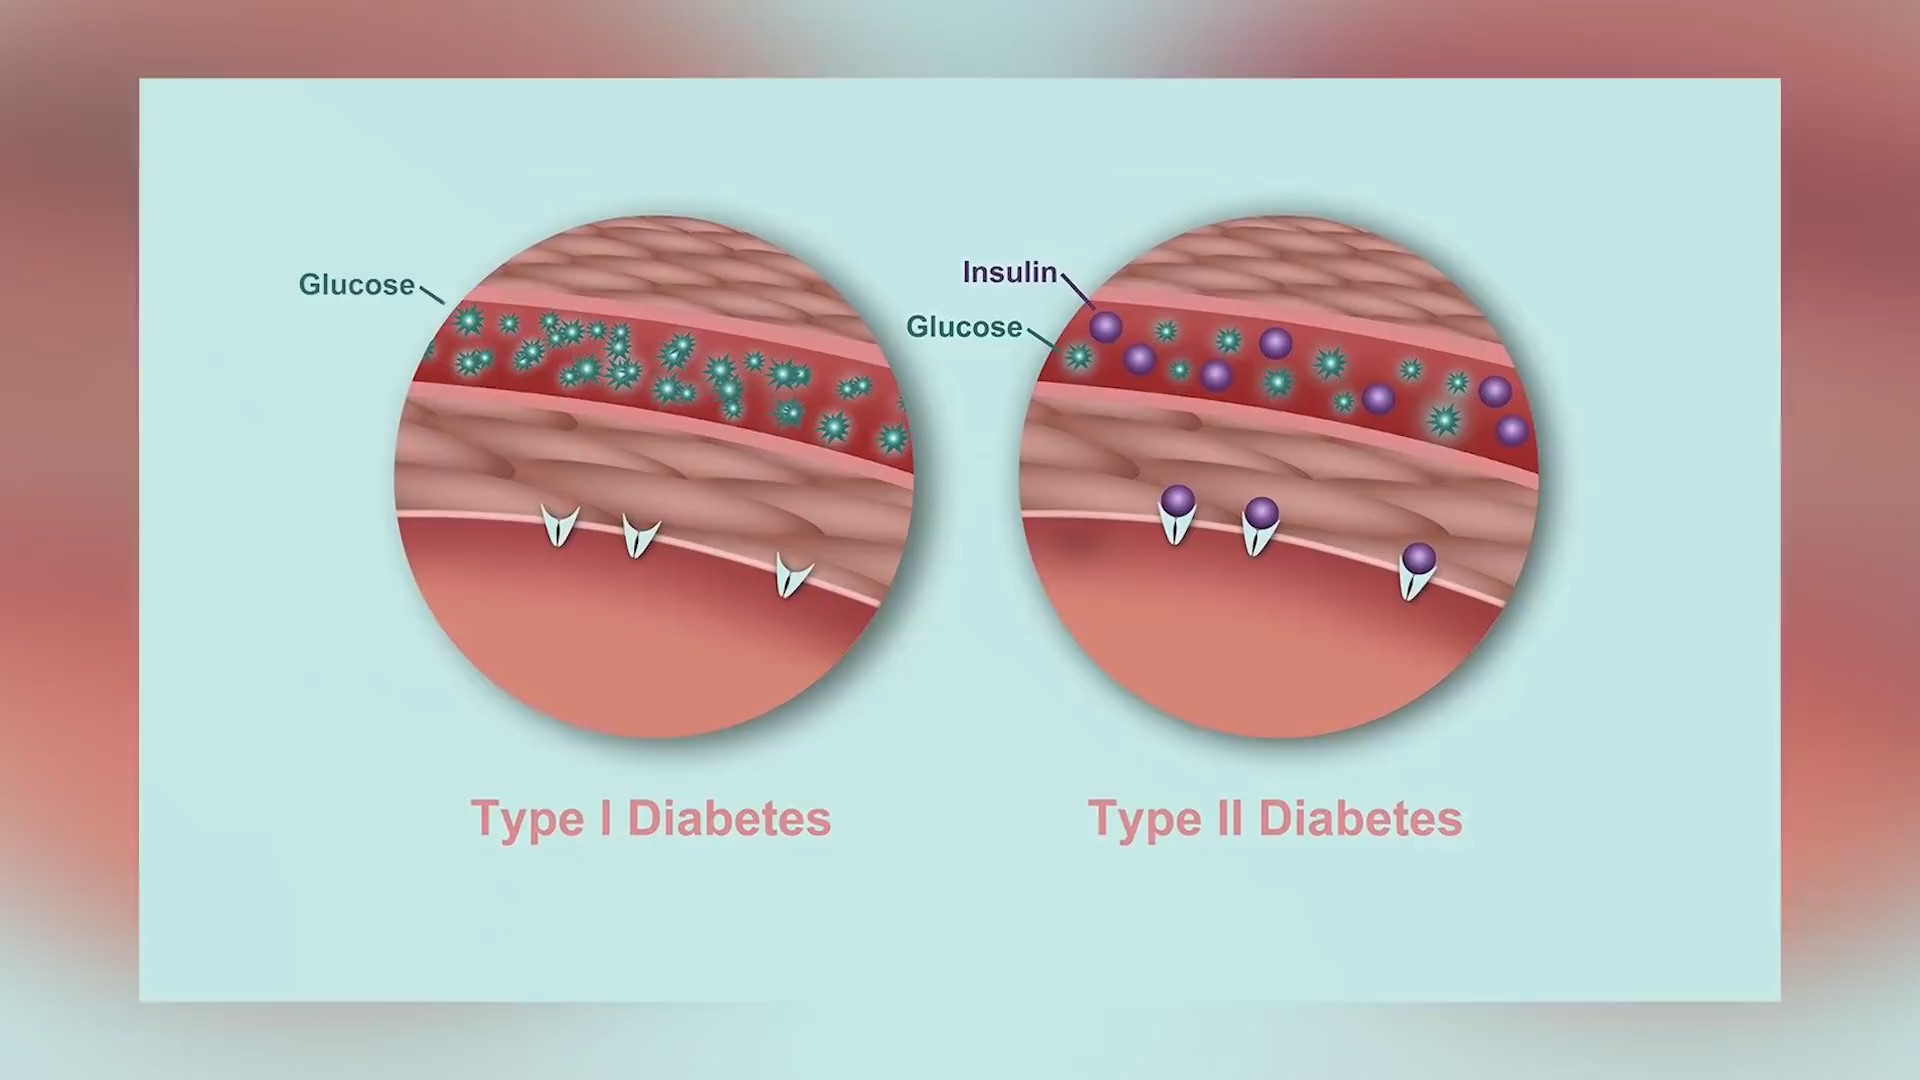 Glucose
Insulin
Glucose
Type I Diabetes
Type II Diabetes